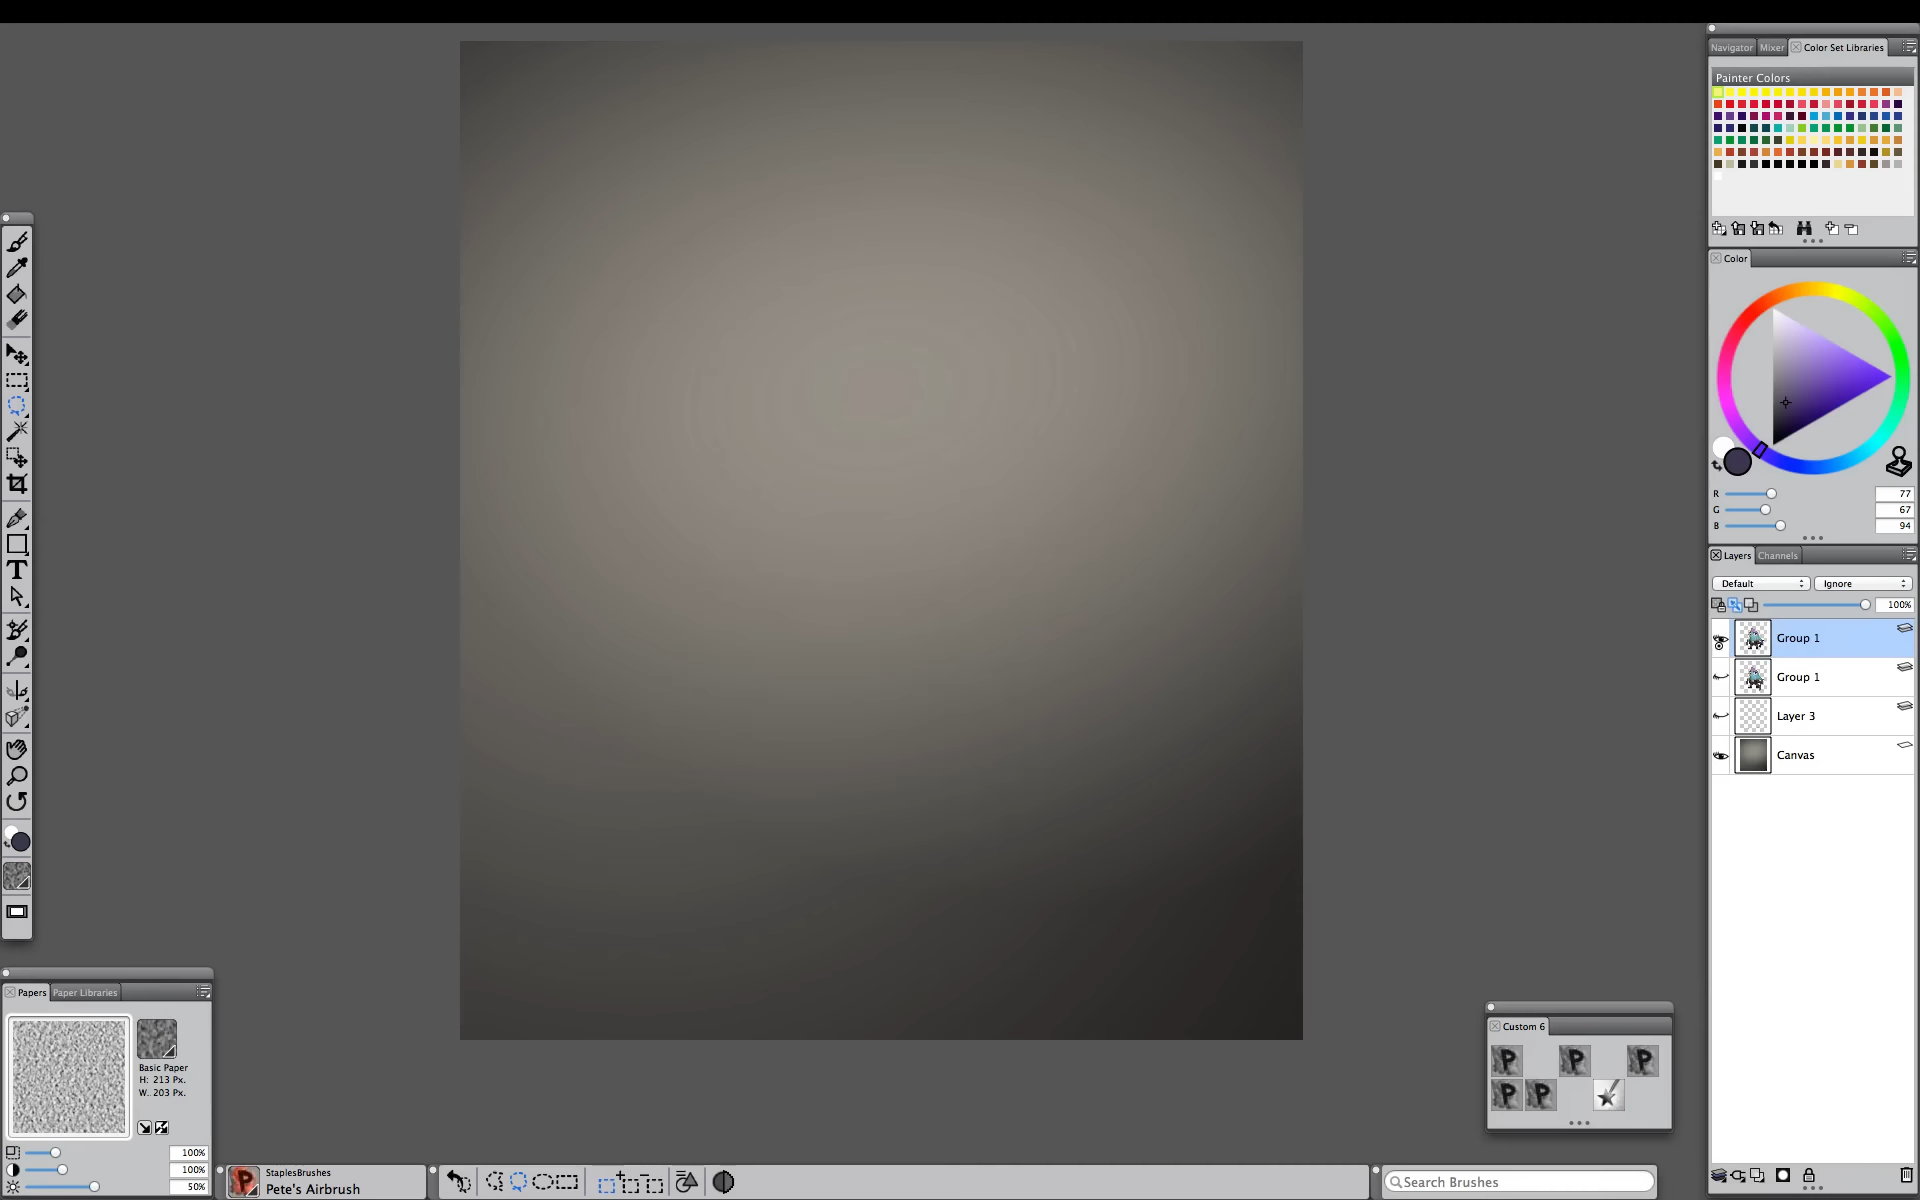 Navigator Mixer Color Set Libraries
Painter Colors
Color
R 77
G 67
B 94
Layers Channels
Default Ignore
100%
Group 1
Group 1
Layer 3
Canvas
T
Papers Paper Libraries
Basic Paper
H: 213 Px.
W.. 203 Px.
100%
100%
50%
StaplesBrushes
Pete's Airbrush
Custom 6
P P P
P P
Search Brushes